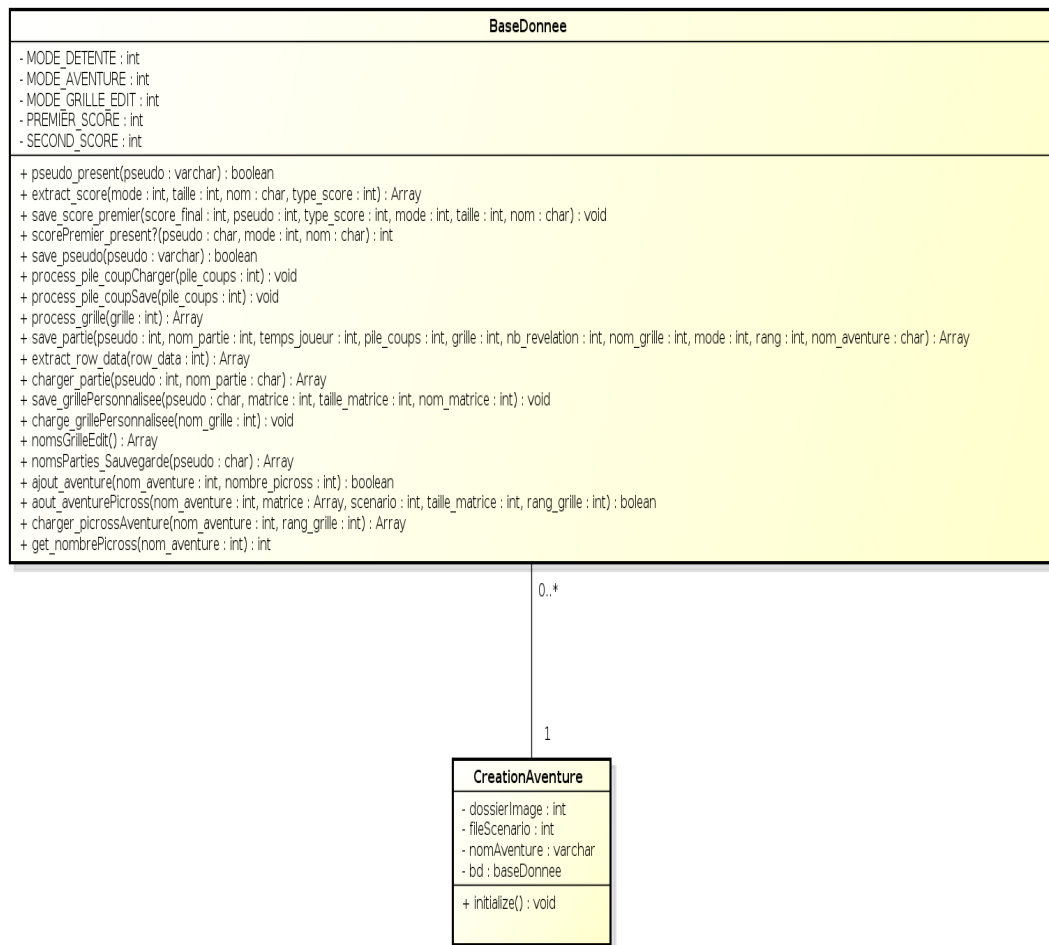 BaseDonnee
- MODE_DETENTE : int
- MODE_AVENTURE : int
- MODE_GRILLE_EDIT : int
- PREMIER_SCORE : int
- SECOND_SCORE : int
+ pseudo_present(pseudo : varchar) : boolean
+ extract_score(mode : int, taille : int, nom : char, type_score : int) : Array
+ save_score_premier(score_final : int, pseudo : int, type_score : int, mode : int, taille : int, nom : char) : void
+ scorePremier_present?(pseudo : char, mode : int, nom : char) : int
+ save_pseudo(pseudo : varchar) : boolean
+ process_pile_coupCharger(pile_coups : int) : void
+ process_pile_coupSave(pile_coups : int) : void
+ process_grille(grille : int) : Array
+ save_partie(pseudo : int, nom_partie : int, temps_joueur : int, pile_coups : int, grille : int, nb_revelation : int, nom_grille : int, mode : int, rang : int, nom_aventure : char) : Array
+ extract_row_data(row_data : int) : Array
+ charger_partie(pseudo : int, nom_partie : char) : Array
+ save_grillePersonnalisee(pseudo : char, matrice : int, taille_matrice : int, nom_matrice : int) : void
+ charge_grillePersonnalisee(nom_grille : int) : void
+ nomsGrilleEdit() : Array
+ nomsParties_Sauvegarde(pseudo : char) : Array
+ ajout_aventure(nom_aventure : int, nombre_picross : int) : boolean
+ aout_aventurePicross(nom_aventure : int, matrice : Array, scenario : int, taille_matrice : int, rang_grille : int) : bolean
+ charger_picrossAventure(nom_aventure : int, rang_grille : int) : Array
+ get_nombrePicross(nom_aventure : int) : int
0..*
1
CreationAventure
- dossierImage : int
- fileScenario : int
- nomAventure : varchar
- bd : baseDonnee
+ initialize() : void